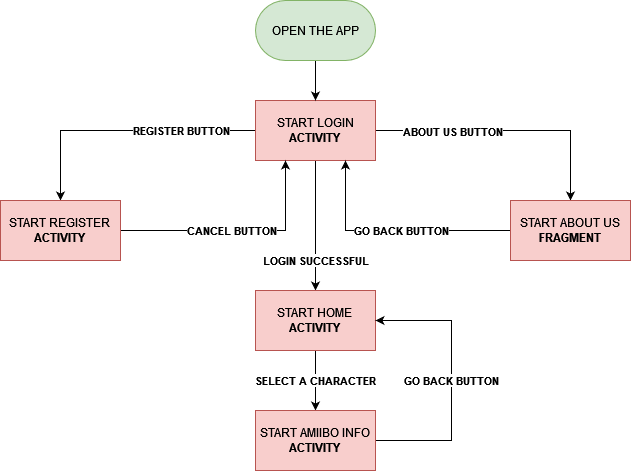 OPEN THE APP
START LOGIN
ACTIVITY
REGISTER BUTTON
ABOUT US BUTTON
START REGISTER
ACTIVITY
CANCEL BUTTON
GO BACK BUTTON
START ABOUT US
FRAGMENT
LOGIN SUCCESSFUL
START HOME
ACTIVITY
SELECT A CHARACTER
GO BACK BUTTON
START AMIIBO INFO
ACTIVITY